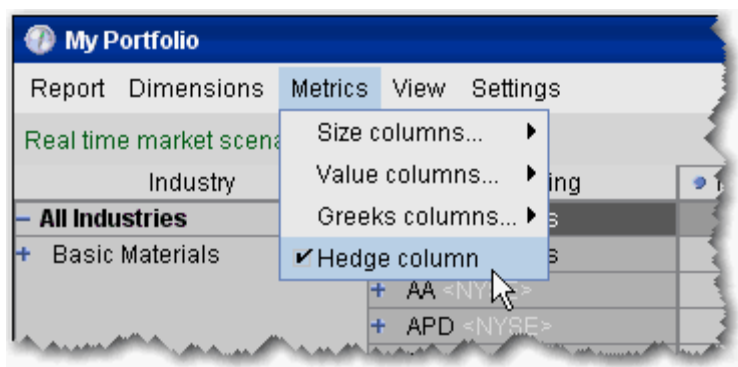 My Portfolio
Report Dimensions Metrics View Settings
Real time market scena
Size columns...
Value columns...
Greeks columns...
Hedge column
Industry
ing
All Industries
s
Basic Materials
s
AA <NYSE>
APD <NYSE>